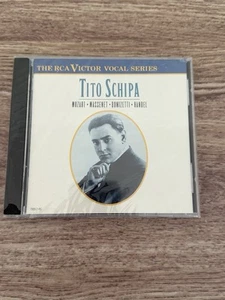 THE RCA VICTOR VOCAL SERIES
TITO SCHIPA
MOZART • MASSENET • DONIZETTI • HANDEL